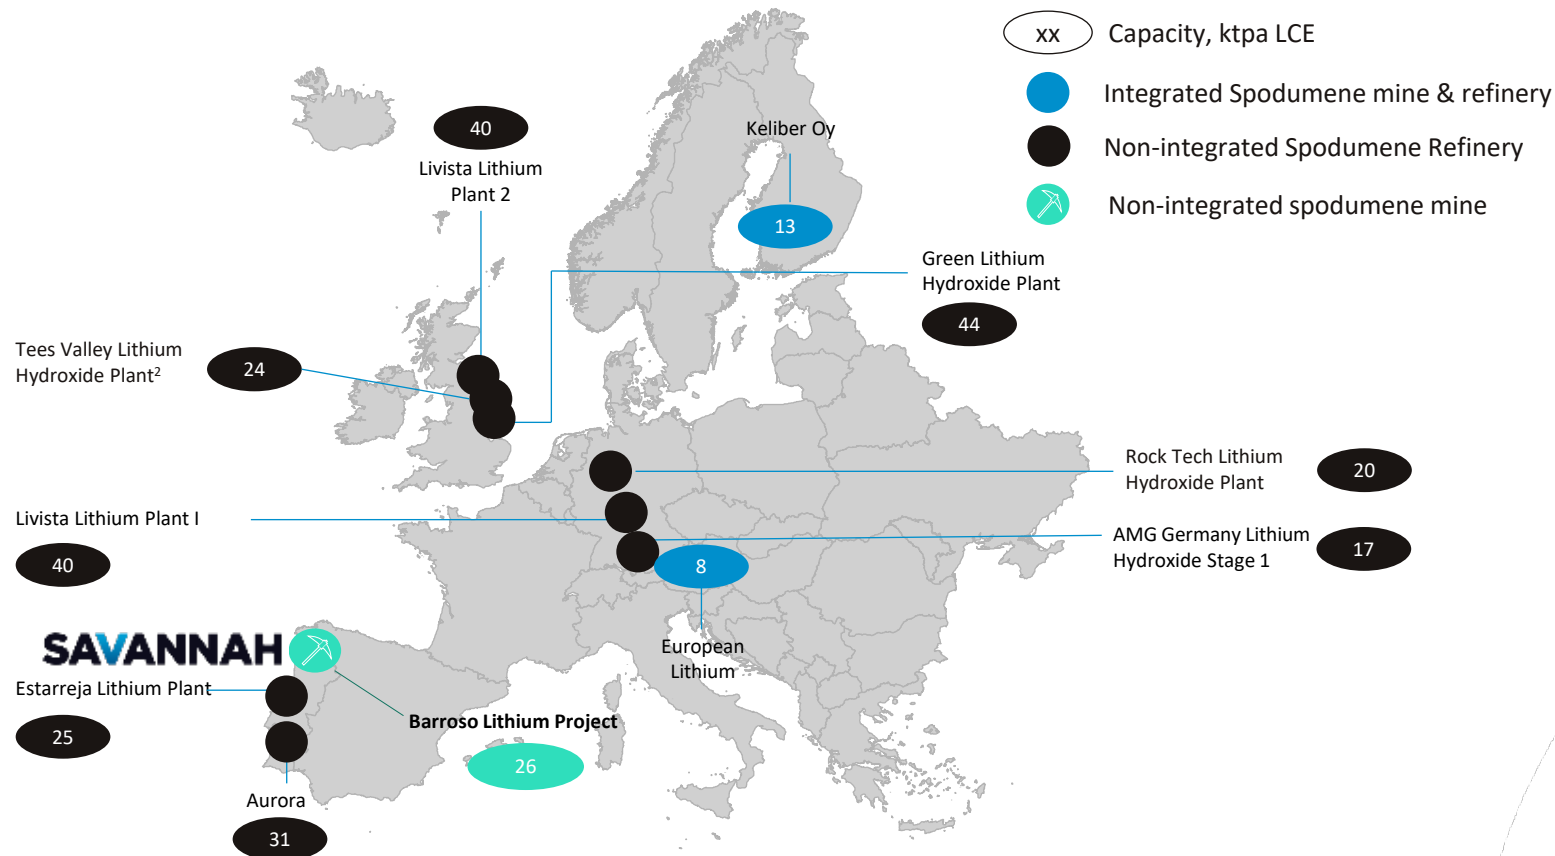 xx
Capacity, ktpa LCE
Integrated Spodumene mine & refinery
Non-integrated Spodumene Refinery
Non-integrated spodumene mine
40
Livista Lithium
Plant 2
Keliber Oy
13
Green Lithium
Hydroxide Plant
44
Tees Valley Lithium
Hydroxide Plant²
24
Rock Tech Lithium
Hydroxide Plant
20
Livista Lithium Plant I
40
AMG Germany Lithium
Hydroxide Stage 1
17
8
European
Lithium
SAVANNAH
Estarreja Lithium Plant
25
Barroso Lithium Project
26
Aurora
31